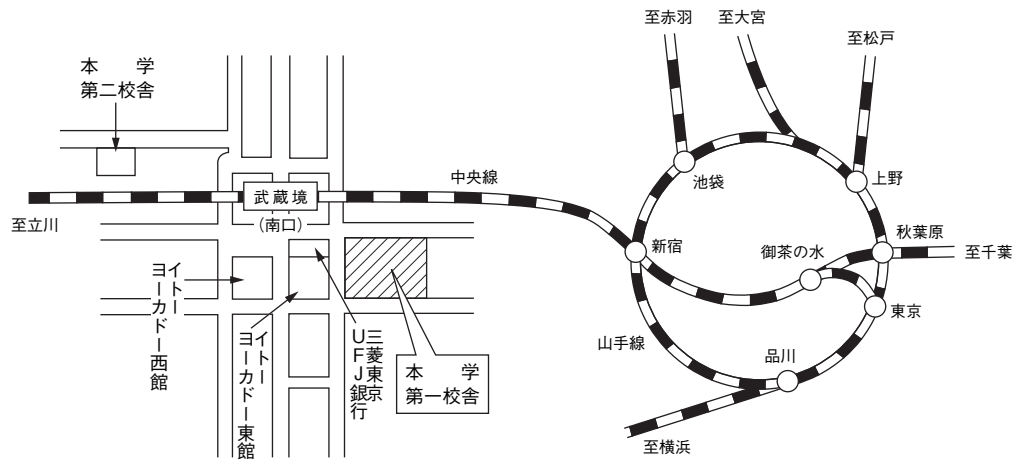 至赤羽
至大宮
至松戸
本　学
第二校舎
中央線
池袋
上野
武蔵境
(南口)
至立川
秋葉原
新宿
御茶の水
至千葉
イトー
ヨーカドー西館
イトー
ヨーカドー東館
三菱東京
UFJ銀行
本　学
第一校舎
東京
山手線
品川
至横浜